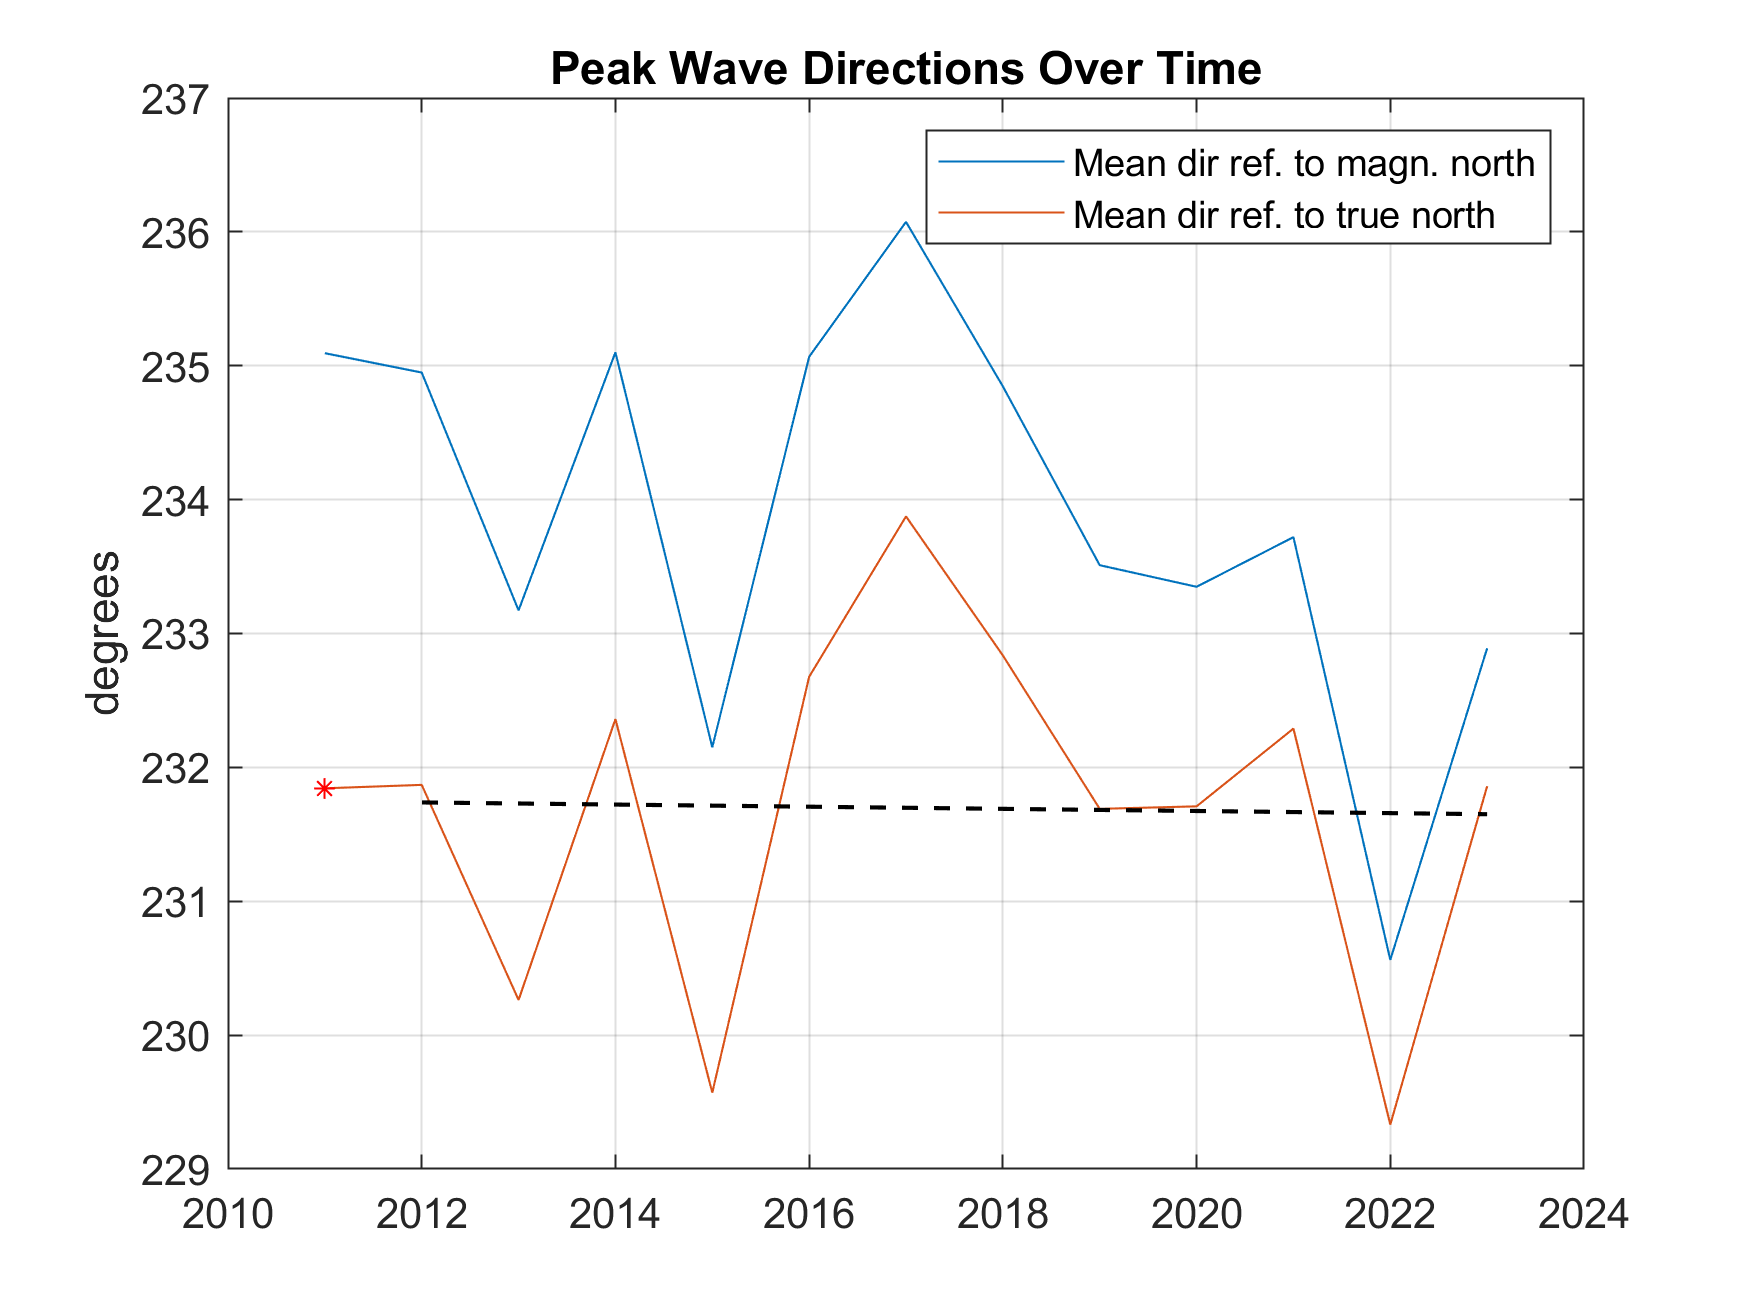 Peak Wave Directions Over Time
237
236
235
234
233
232
231
230
229
degrees
Mean dir ref. to magn. north
Mean dir ref. to true north
2010 2012 2014 2016 2018 2020 2022 2024